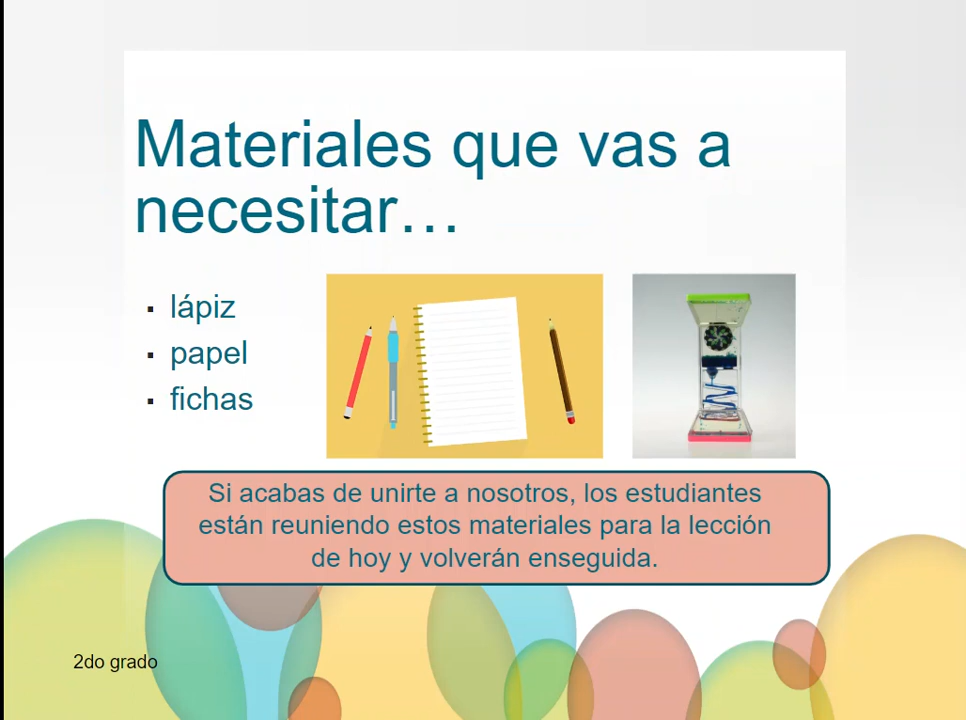 Materiales que vas a
necesitar…
lápiz
papel
fichas
Si acabas de unirte a nosotros, los estudiantes
están reuniendo estos materiales para la lección
de hoy y volverán enseguida.
2do grado